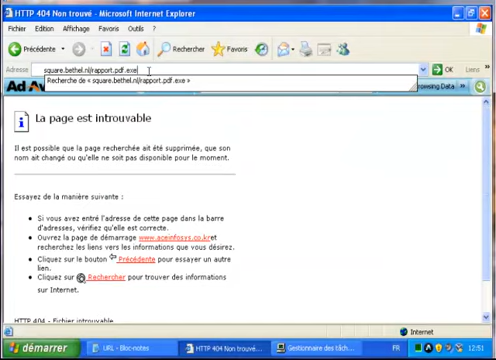 HTTP 404 Non trouvé - Microsoft Internet Explorer
Fichier Edition Affichage Favoris Outils ?
Précédente Rechercher Favoris
Adresse square.bethel.nl/rapport.pdf.exe OK Liens »
Recherche de « square.bethel.nl/rapport.pdf.exe »
Ad Aw rowsing Data »
La page est introuvable
Il est possible que la page recherchée ait été supprimée, que son
nom ait changé ou qu'elle ne soit pas disponible pour le moment.
Essayez de la manière suivante :
• Si vous avez entré l'adresse de cette page dans la barre
d'adresses, vérifiez qu'elle est correcte.
• Ouvrez la page de démarrage www.aceinfosys.co.kret
recherchez les liens vers les informations que vous désirez.
• Cliquez sur le bouton Précédente pour essayer un autre
lien.
• Cliquez sur Rechercher pour trouver des informations
sur Internet.
HTTP 404 - Fichier introuvable
Internet
démarrer URL - Bloc-notes HTTP 404 Non trouvé... Gestionnaire des tâch... FR 12:51